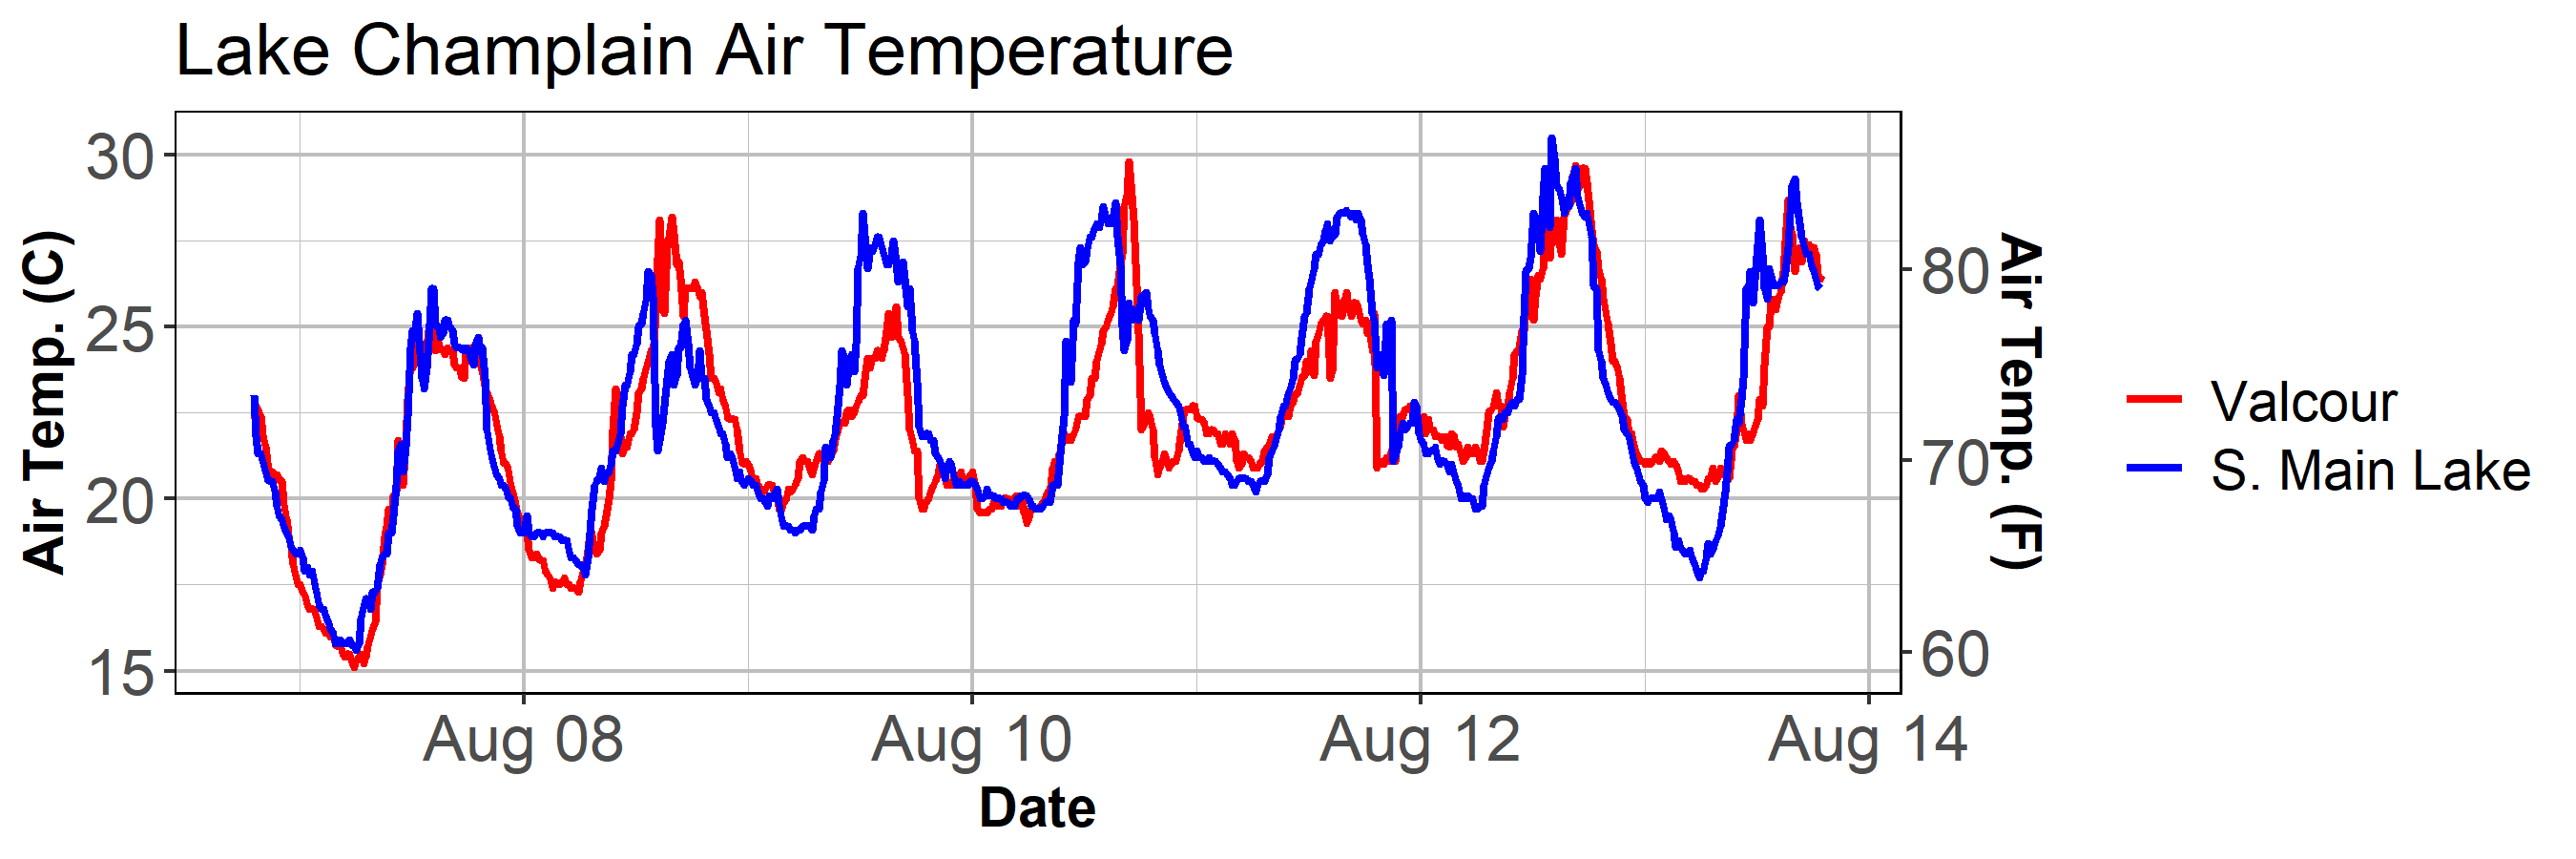 Lake Champlain Air Temperature
Air Temp. (C)
30
25
20
15
Air Temp. (F)
80
70
60
Aug 08
Aug 10
Aug 12
Aug 14
Date
Valcour
S. Main Lake